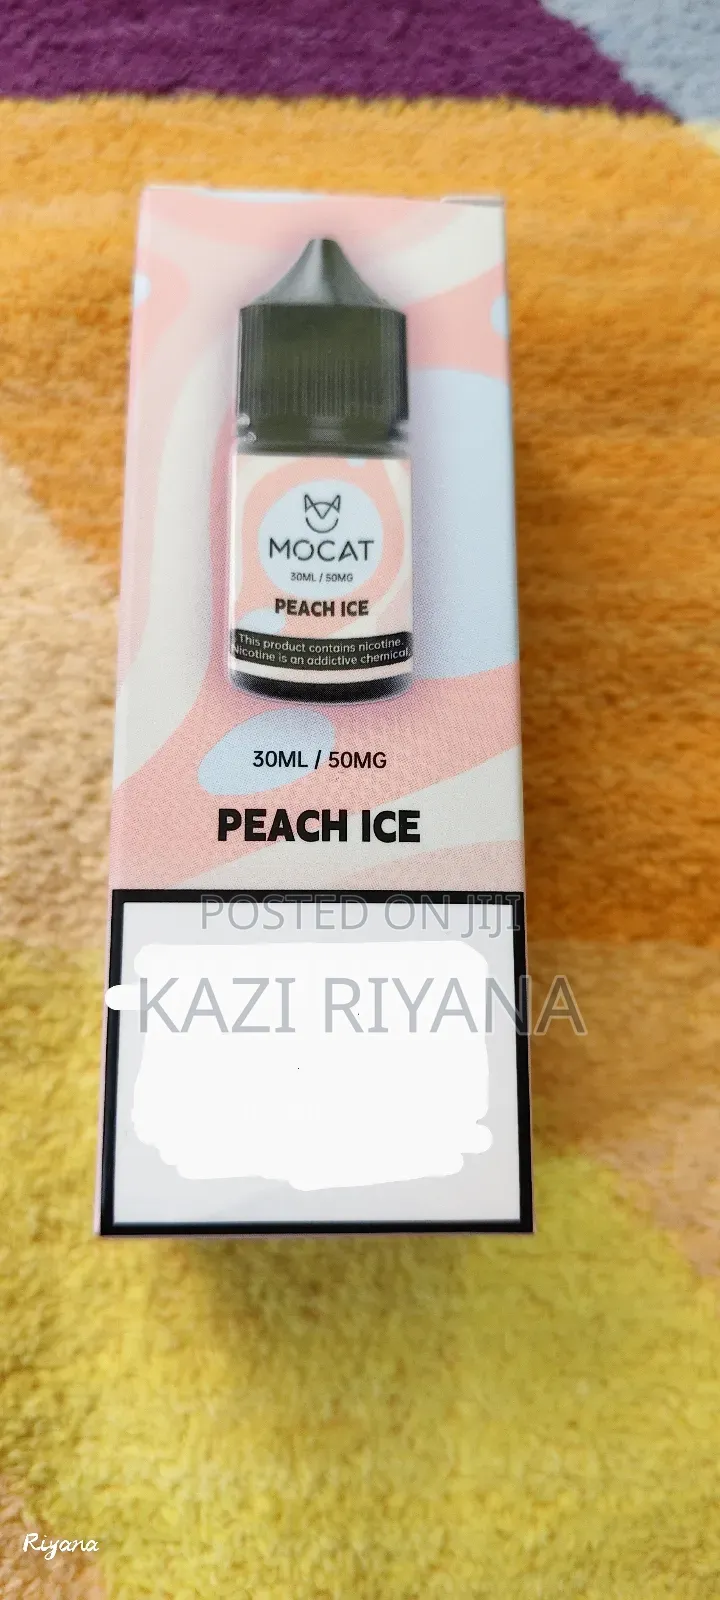 MOCAT
30ML / 50MG
PEACH ICE
This product contains nicotine.
Nicotine is an addictive chemical.
30ML / 50MG
PEACH ICE
POSTED ON JIJI
KAZI RIYANA
Riyana